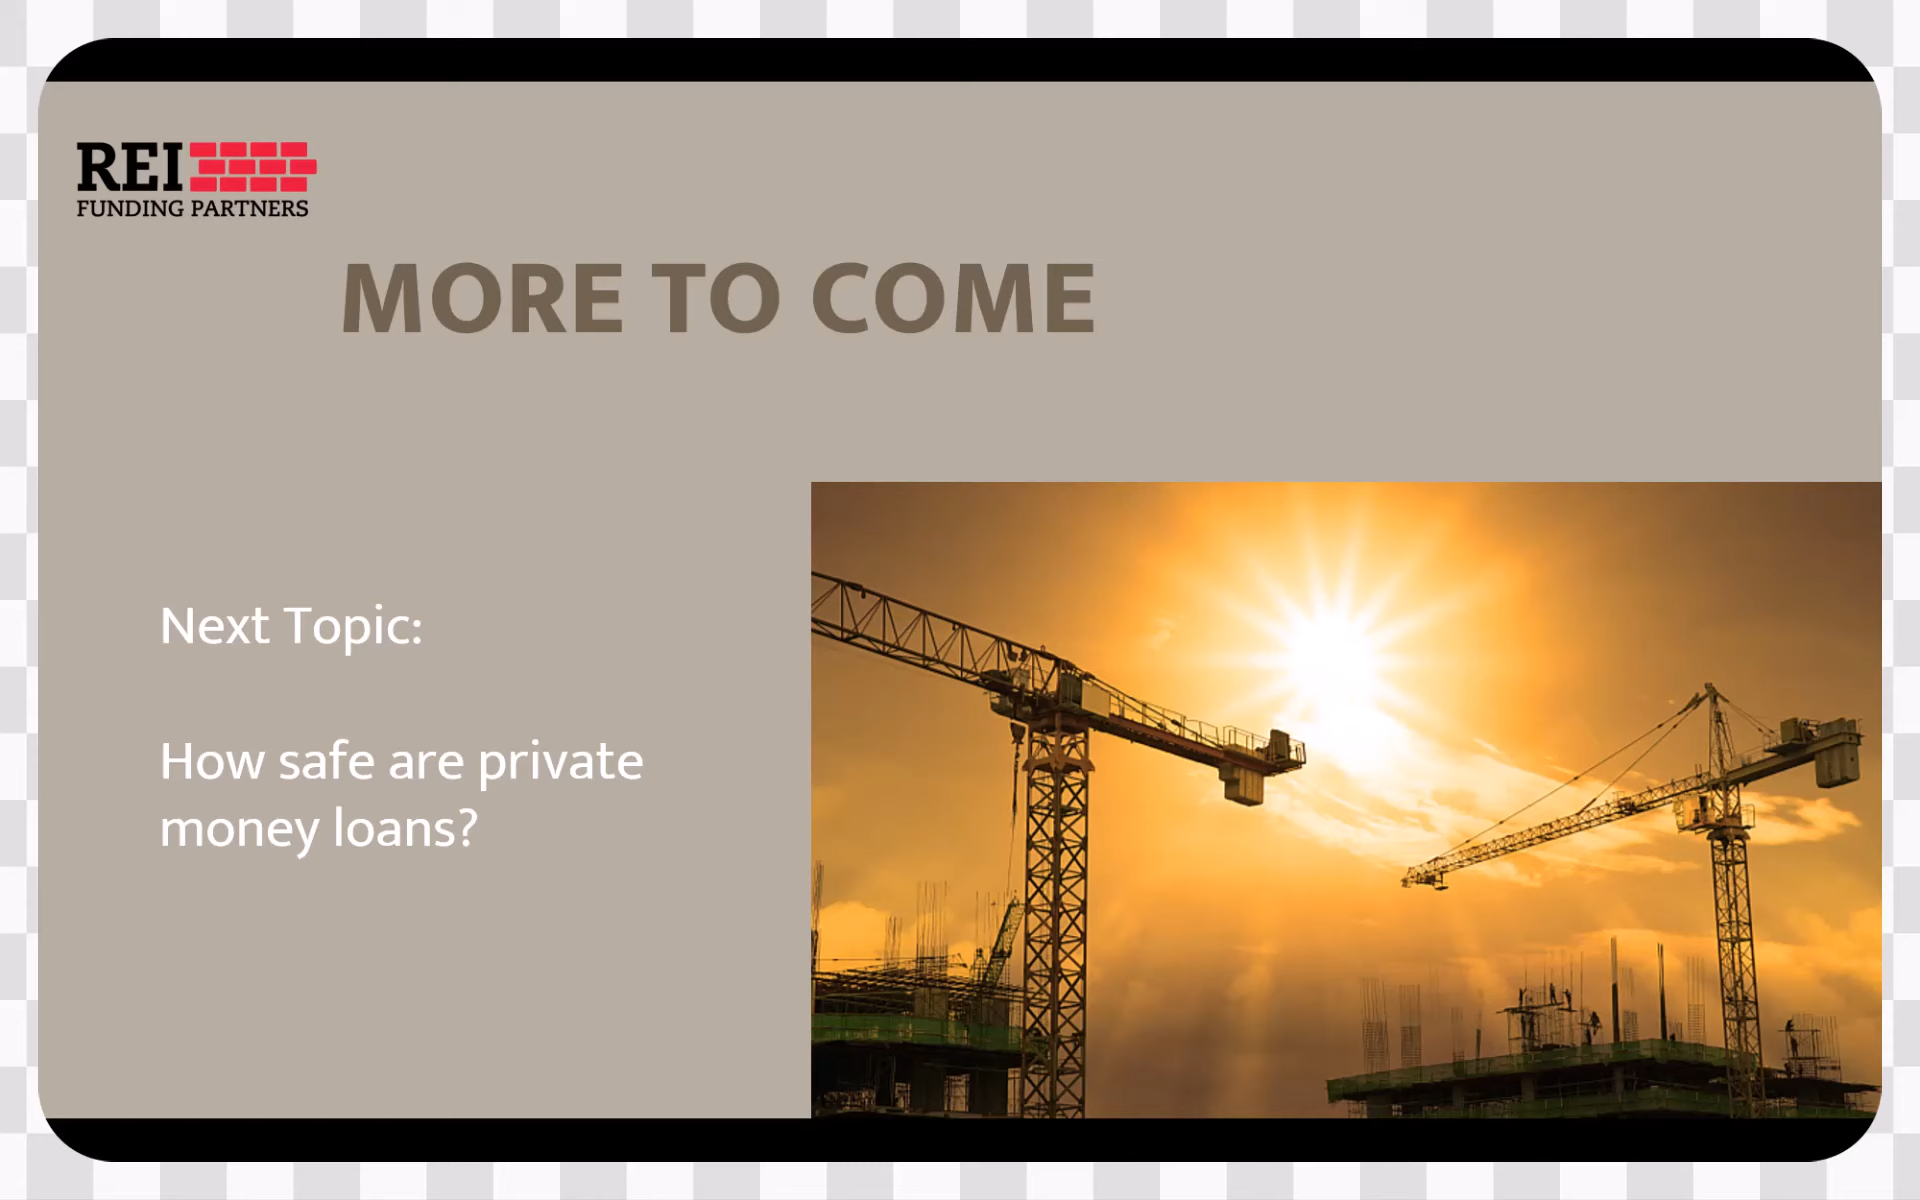 REI
FUNDING PARTNERS
MORE TO COME
Next Topic:
How safe are private
money loans?